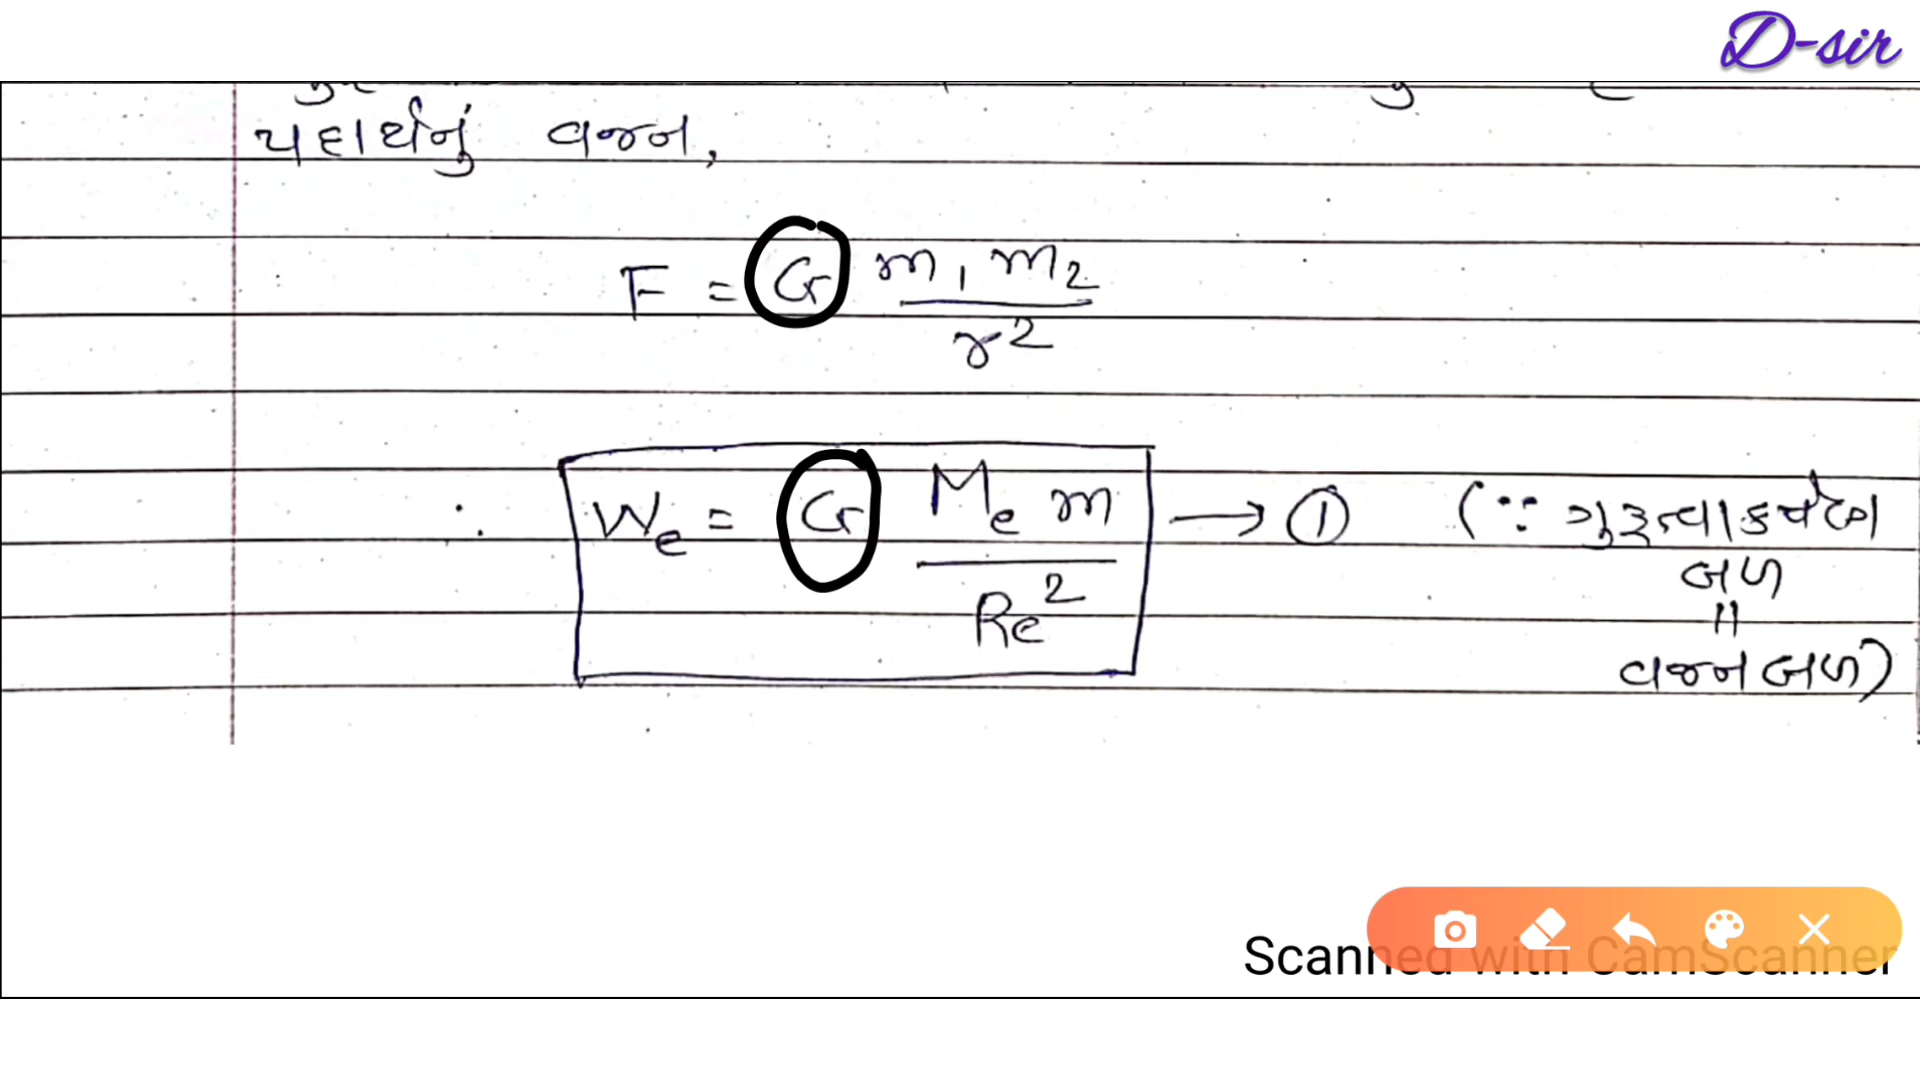 D-sir
પદાર્થનું વજન,
F = G m₁ m₂
r²
∴ We = G Me m → ① (∵ ગુરૂત્વાકર્ષણ
Re² બળ
=
વજન બળ)
Scanned with CamScanner